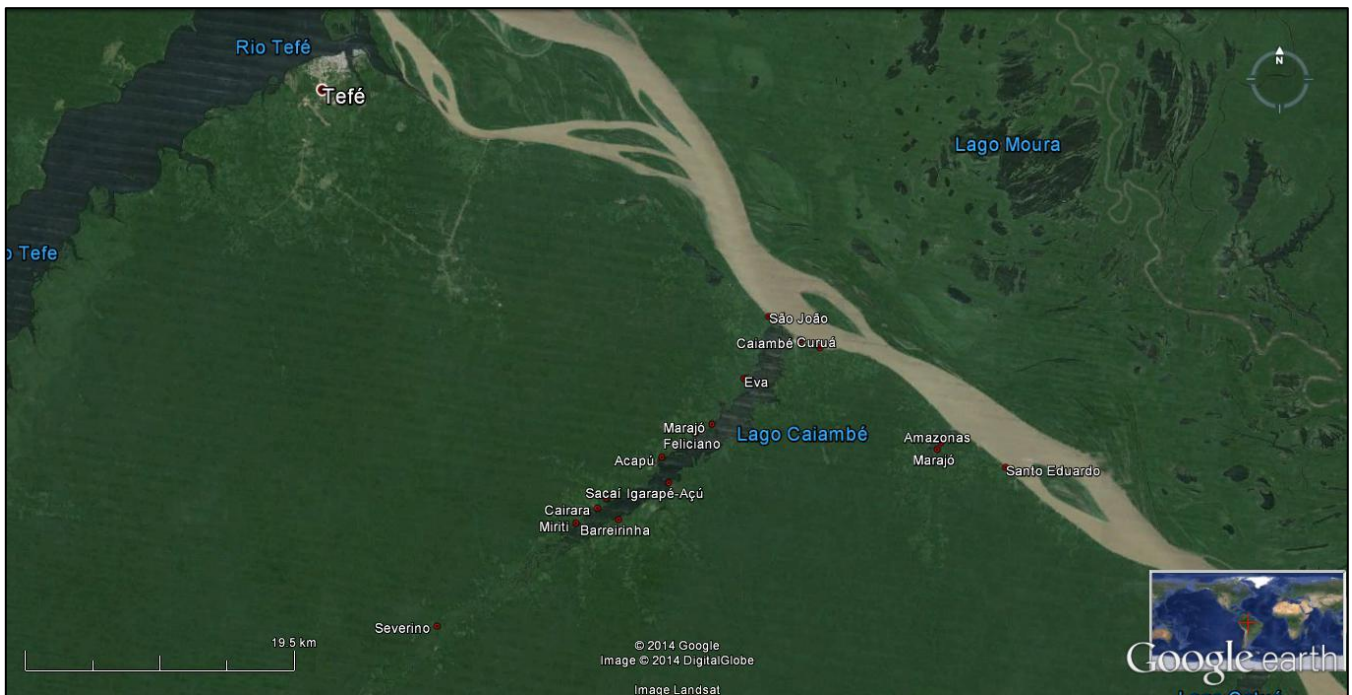 Rio Tefé
N
Tefé
Lago Moura
o Tefe
São João
Caiambé Curuá
Eva
Marajó
Lago Caiambé
Feliciano
Amazonas
Acapú
Marajó
Santo Eduardo
Sacaí Igarapé-Açú
Cairara
Miriti Barreirinha
Severino
19.5 km
© 2014 Google
Image © 2014 DigitalGlobe
Image Landsat
Google earth